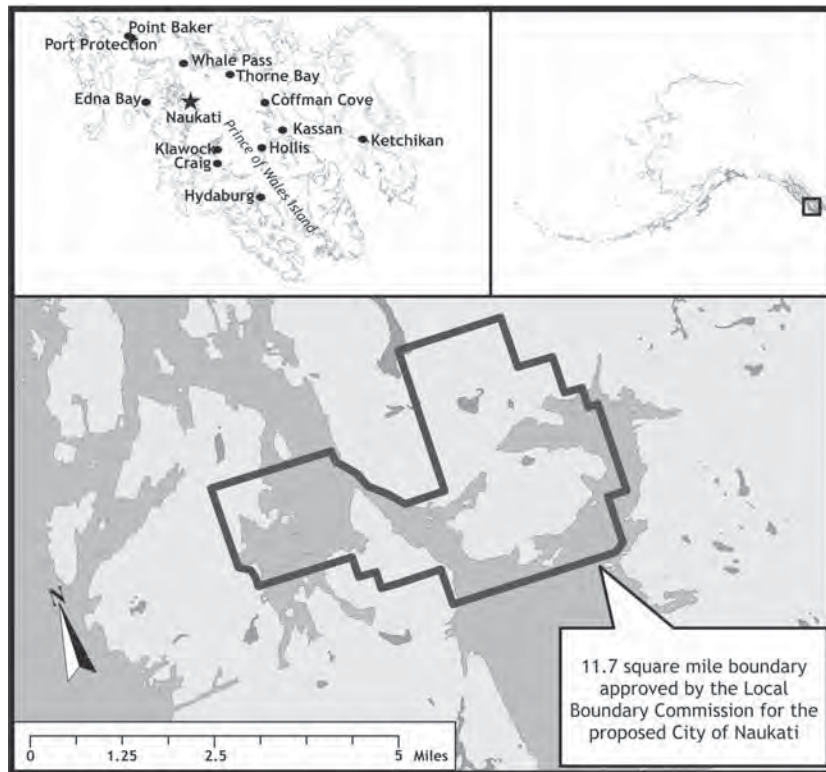 Point Baker
Port Protection
Whale Pass
Thorne Bay
Edna Bay
Naukati
Coffman Cove
Kassan
Ketchikan
Klawock
Hollis
Craig
Prince of Wales Island
Hydaburg
N
11.7 square mile boundary
approved by the Local
Boundary Commission for the
proposed City of Naukati
0 1.25 2.5 5 Miles